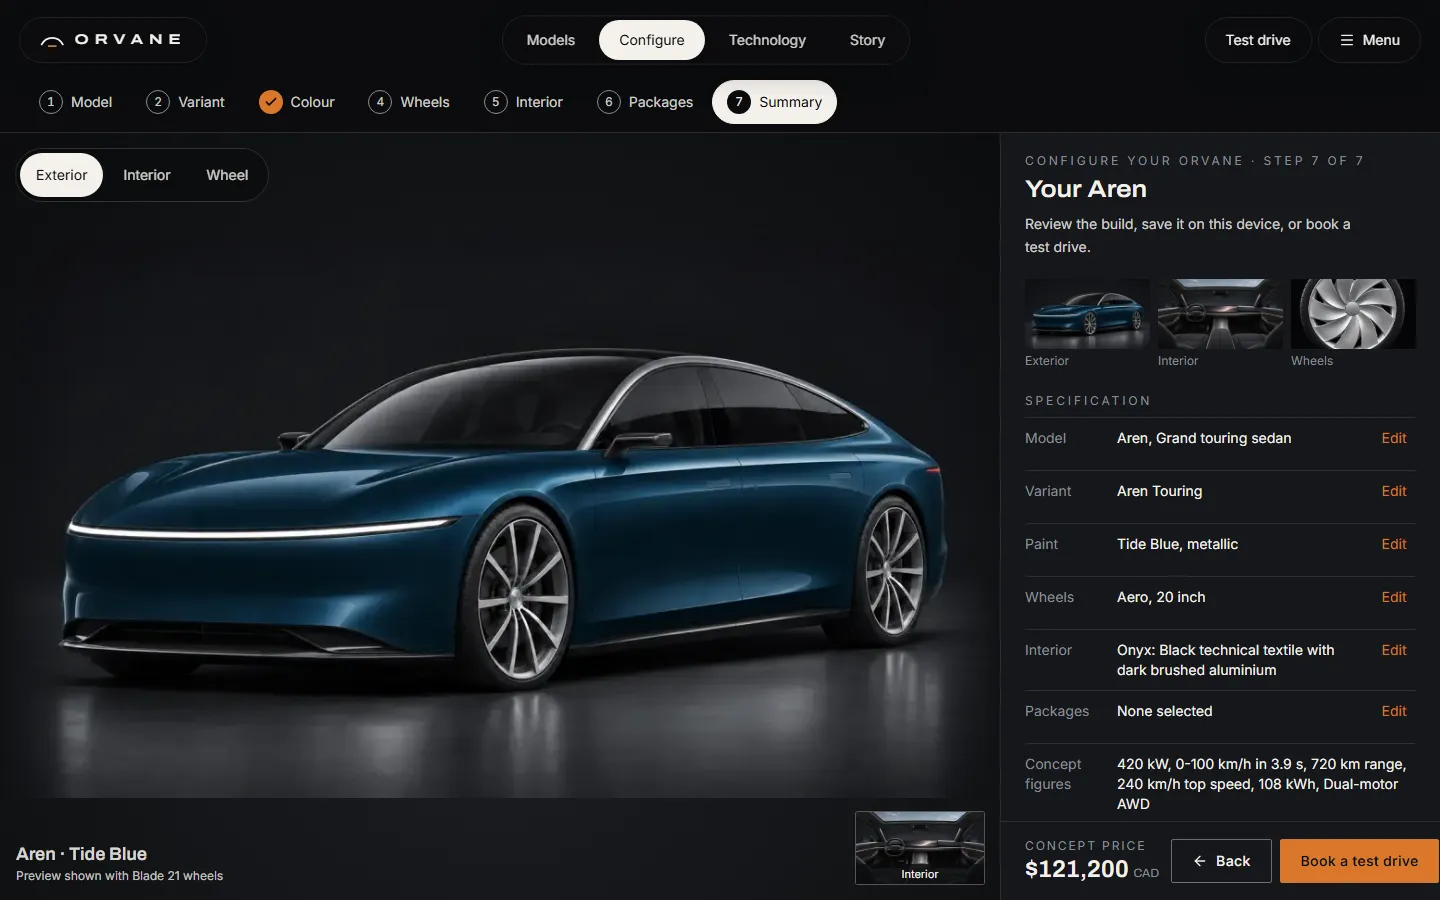 ORVANE
Models
Configure
Technology
Story
Test drive
Menu
1 Model
2 Variant
Colour
4 Wheels
5 Interior
6 Packages
7 Summary
Exterior
Interior
Wheel
CONFIGURE YOUR ORVANE · STEP 7 OF 7
Your Aren
Review the build, save it on this device, or book a
test drive.
Exterior
Interior
Wheels
SPECIFICATION
Model Aren, Grand touring sedan Edit
Variant Aren Touring Edit
Paint Tide Blue, metallic Edit
Wheels Aero, 20 inch Edit
Interior Onyx: Black technical textile with Edit
dark brushed aluminium
Packages None selected Edit
Concept 420 kW, 0-100 km/h in 3.9 s, 720 km range,
figures 240 km/h top speed, 108 kWh, Dual-motor
AWD
Interior
Aren · Tide Blue
Preview shown with Blade 21 wheels
CONCEPT PRICE
$121,200 CAD
Back
Book a test drive